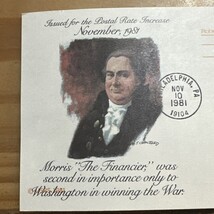 Issued for the Postal Rate Increase
November, 1981
PHILADELPHIA, PA
NOV
10
1981
19104
Morris "The Financier," was
second in importance only to
Washington in winning the War.